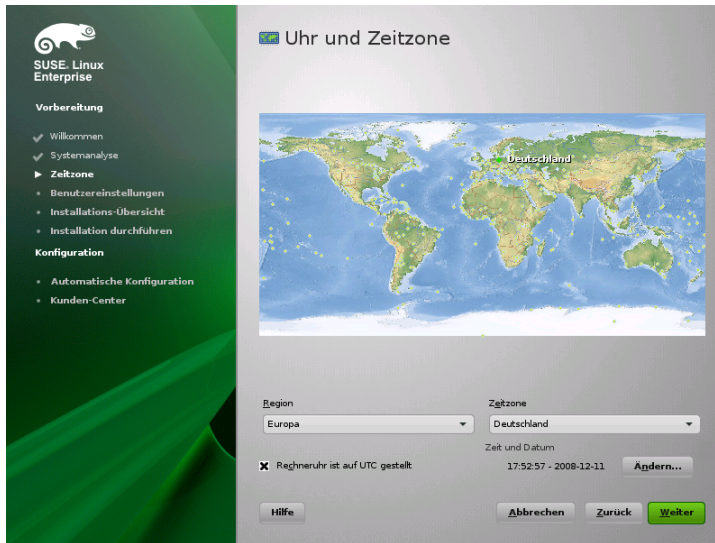 SUSE. Linux
Enterprise
Vorbereitung
Willkommen
Systemanalyse
Zeitzone
Benutzereinstellungen
Installations-Übersicht
Installation durchführen
Konfiguration
Automatische Konfiguration
Kunden-Center
Uhr und Zeitzone
Deutschland
Region
Europa
Zeitzone
Deutschland
Rechneruhr ist auf UTC gestellt
Zeit und Datum
17:52:57 - 2008-12-11
Ändern...
Hilfe
Abbrechen
Zurück
Weiter